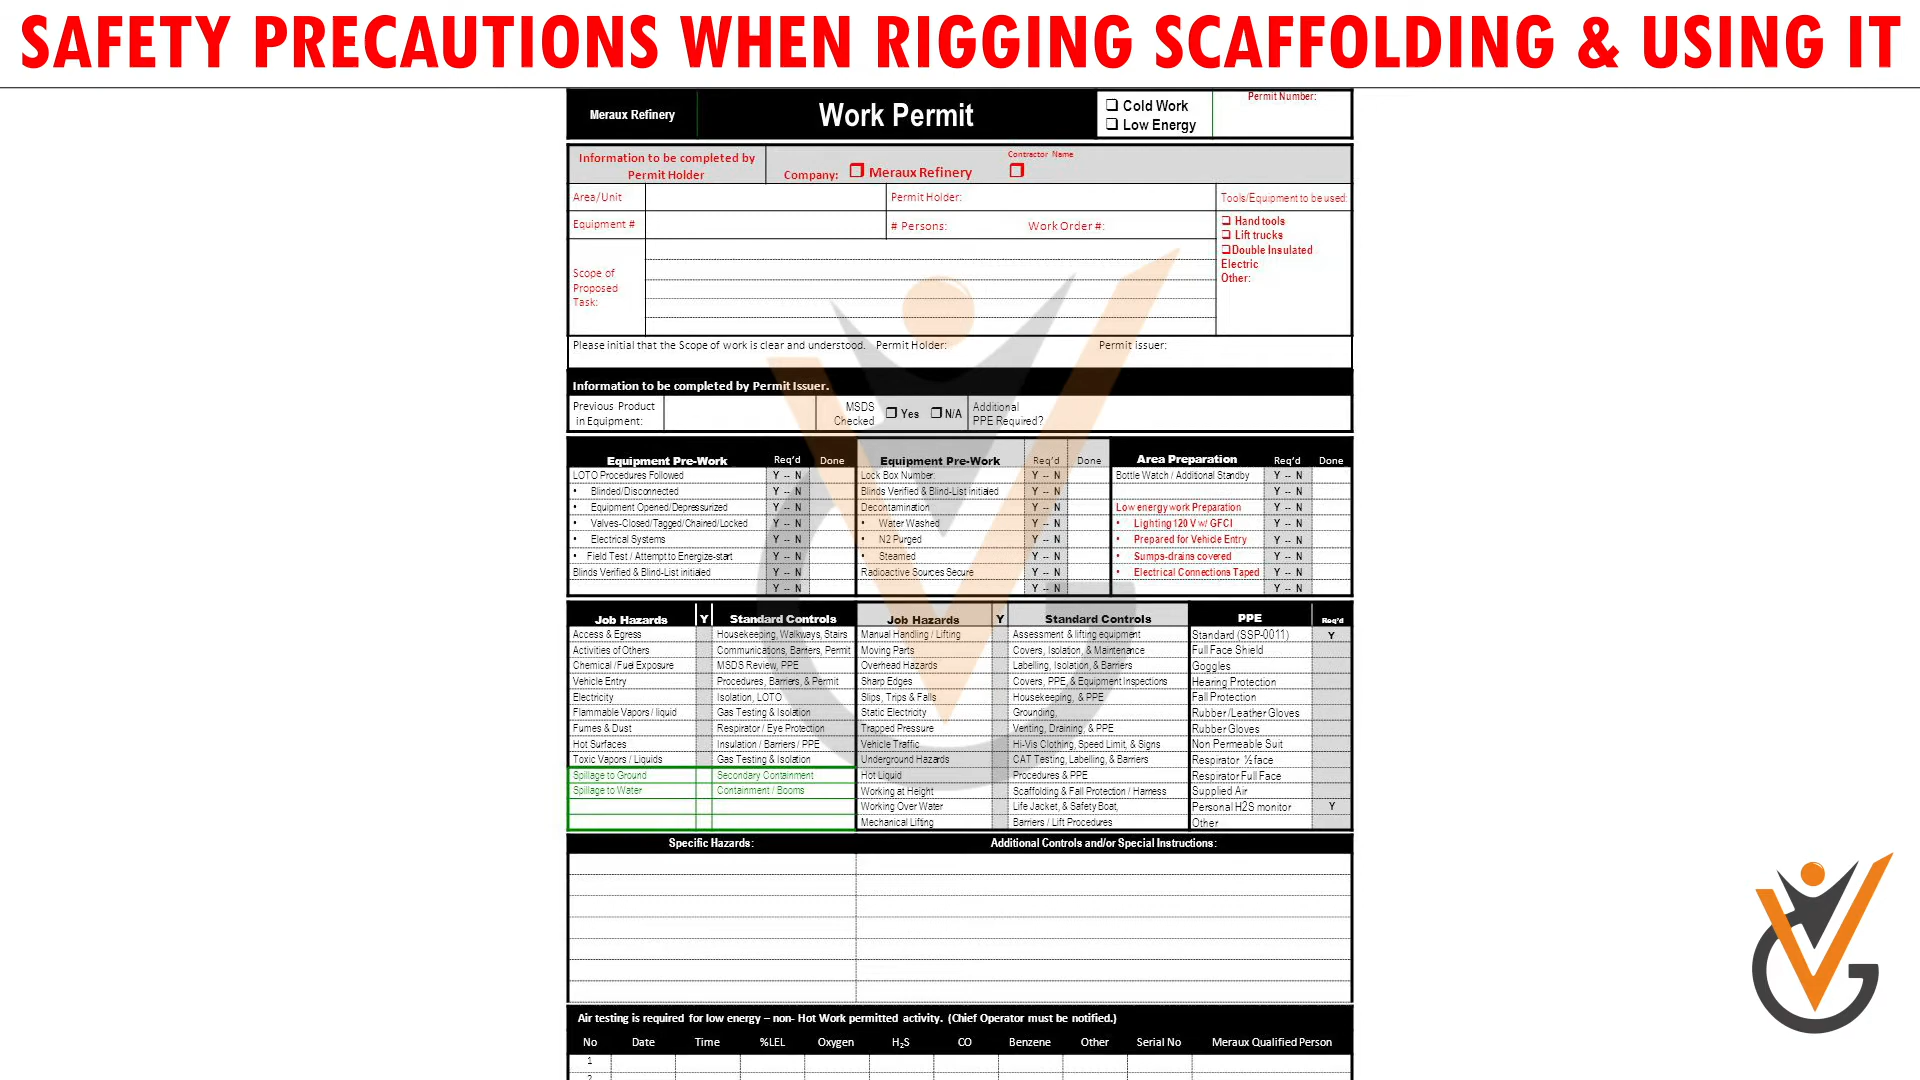 SAFETY PRECAUTIONS WHEN RIGGING SCAFFOLDING & USING IT
Meraux Refinery
Work Permit
❑ Cold Work
❑ Low Energy
Permit Number:
Information to be completed by
Permit Holder
Company: ❒ Meraux Refinery
Contractor Name
❒
Area/Unit
Permit Holder:
Tools/Equipment to be used:
Equipment #
# Persons:
Work Order #:
❑ Hand tools
❑ Lift trucks
❑Double Insulated
Electric
Other:
Scope of
Proposed
Task:
Please initial that the Scope of work is clear and understood. Permit Holder: Permit issuer:
Information to be completed by Permit Issuer.
Previous Product
in Equipment:
MSDS
Checked
❒ Yes ❒ N/A
Additional
PPE Required?
Equipment Pre-Work Req'd Done Equipment Pre-Work Req'd Done Area Preparation Req'd Done
LOTO Procedures Followed Y -- N Lock Box Number: Y -- N Bottle Watch / Additional Standby Y -- N
• Blinded/Disconnected Y -- N Blinds Verified & Blind-List initialed Y -- N Y -- N
• Equipment Opened/Depressurized Y -- N Decontamination Y -- N Low energy work Preparation Y -- N
• Valves-Closed/Tagged/Chained/Locked Y -- N • Water Washed Y -- N • Lighting 120 V w/ GFCI Y -- N
• Electrical Systems Y -- N • N2 Purged Y -- N • Prepared for Vehicle Entry Y -- N
• Field Test / Attempt to Energize-start Y -- N • Steamed Y -- N • Sumps-drains covered Y -- N
Blinds Verified & Blind-List initialed Y -- N Radioactive Sources Secure Y -- N • Electrical Connections Taped Y -- N
Y -- N Y -- N Y -- N
Job Hazards Y Standard Controls Job Hazards Y Standard Controls PPE Req'd
Access & Egress Housekeeping, Walkways, Stairs Manual Handling / Lifting Assessment & lifting equipment Standard (SSP-0011) Y
Activities of Others Communications, Barriers, Permit Moving Parts Covers, Isolation, & Maintenance Full Face Shield
Chemical /Fuel Exposure MSDS Review, PPE Overhead Hazards Labelling, Isolation, & Barriers Goggles
Vehicle Entry Procedures, Barriers, & Permit Sharp Edges Covers, PPE, & Equipment Inspections Hearing Protection
Electricity Isolation, LOTO Slips, Trips & Falls Housekeeping, & PPE Fall Protection
Flammable Vapors / liquid Gas Testing & Isolation Static Electricity Grounding, Rubber /Leather Gloves
Fumes & Dust Respirator / Eye Protection Trapped Pressure Venting, Draining, & PPE Rubber Gloves
Hot Surfaces Insulation / Barriers / PPE Vehicle Traffic Hi-Vis Clothing, Speed Limit, & Signs Non Permeable Suit
Toxic Vapors / Liquids Gas Testing & Isolation Underground Hazards CAT Testing, Labelling, & Barriers Respirator ½ face
Spillage to Ground Secondary Containment Hot Liquid Procedures & PPE Respirator Full Face
Spillage to Water Containment / Booms Working at Height Scaffolding & Fall Protection / Harness Supplied Air
Working Over Water Life Jacket, & Safety Boat, Personal H2S monitor Y
Mechanical Lifting Barriers / Lift Procedures Other
Specific Hazards: Additional Controls and/or Special Instructions:
Air testing is required for low energy – non- Hot Work permitted activity. (Chief Operator must be notified.)
No Date Time %LEL Oxygen H₂S CO Benzene Other Serial No Meraux Qualified Person
1